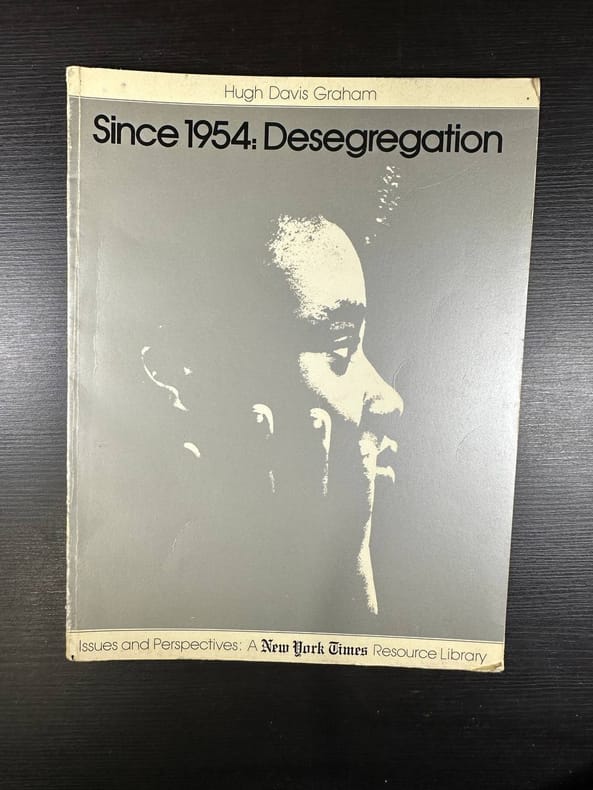 Hugh Davis Graham
Since 1954: Desegregation
Issues and Perspectives: A New York Times Resource Library